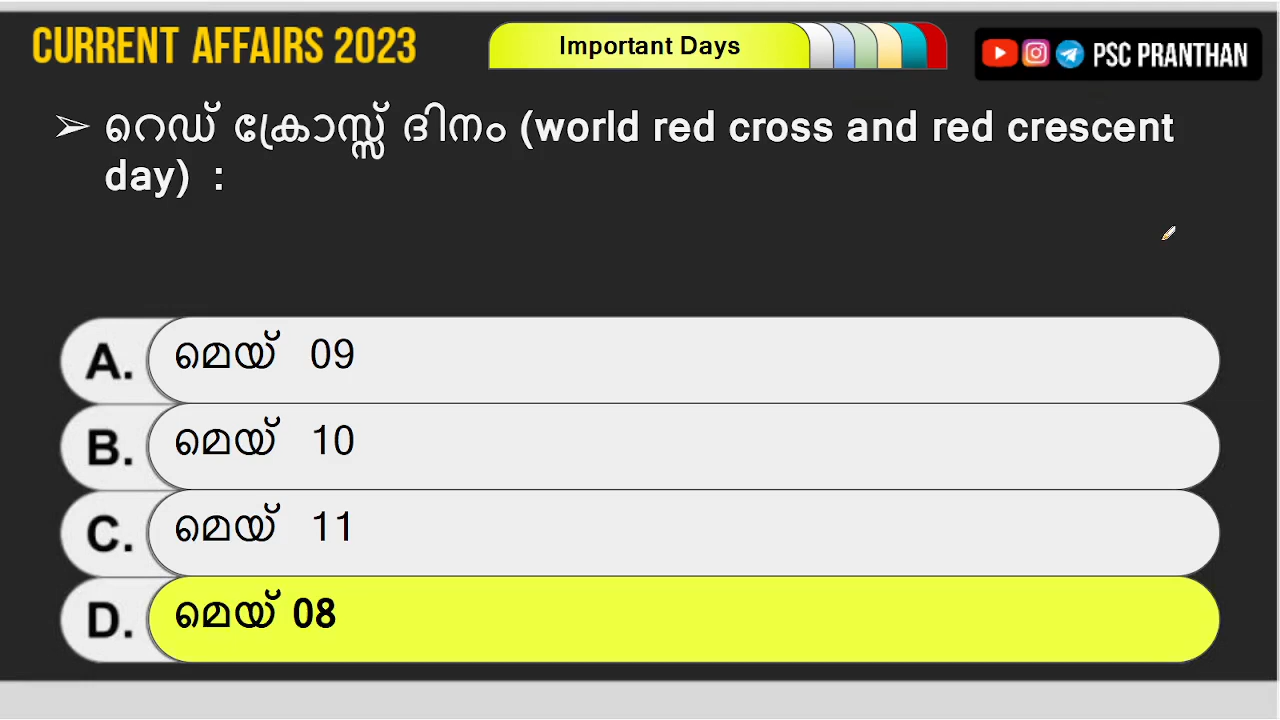 CURRENT AFFAIRS 2023
Important Days
PSC PRANTHAN
➢ റെഡ് ക്രോസ്സ് ദിനം (world red cross and red crescent
day) :
A. മെയ് 09
B. മെയ് 10
C. മെയ് 11
D. മെയ് 08